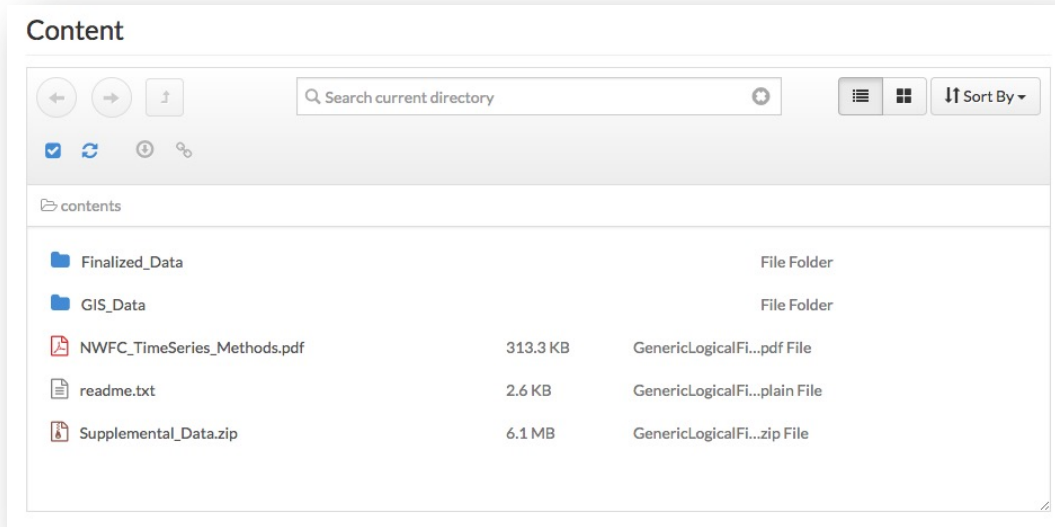 Content
Search current directory
Sort By
contents
Finalized_Data File Folder
GIS_Data File Folder
NWFC_TimeSeries_Methods.pdf 313.3 KB GenericLogicalFi...pdf File
readme.txt 2.6 KB GenericLogicalFi...plain File
Supplemental_Data.zip 6.1 MB GenericLogicalFi...zip File